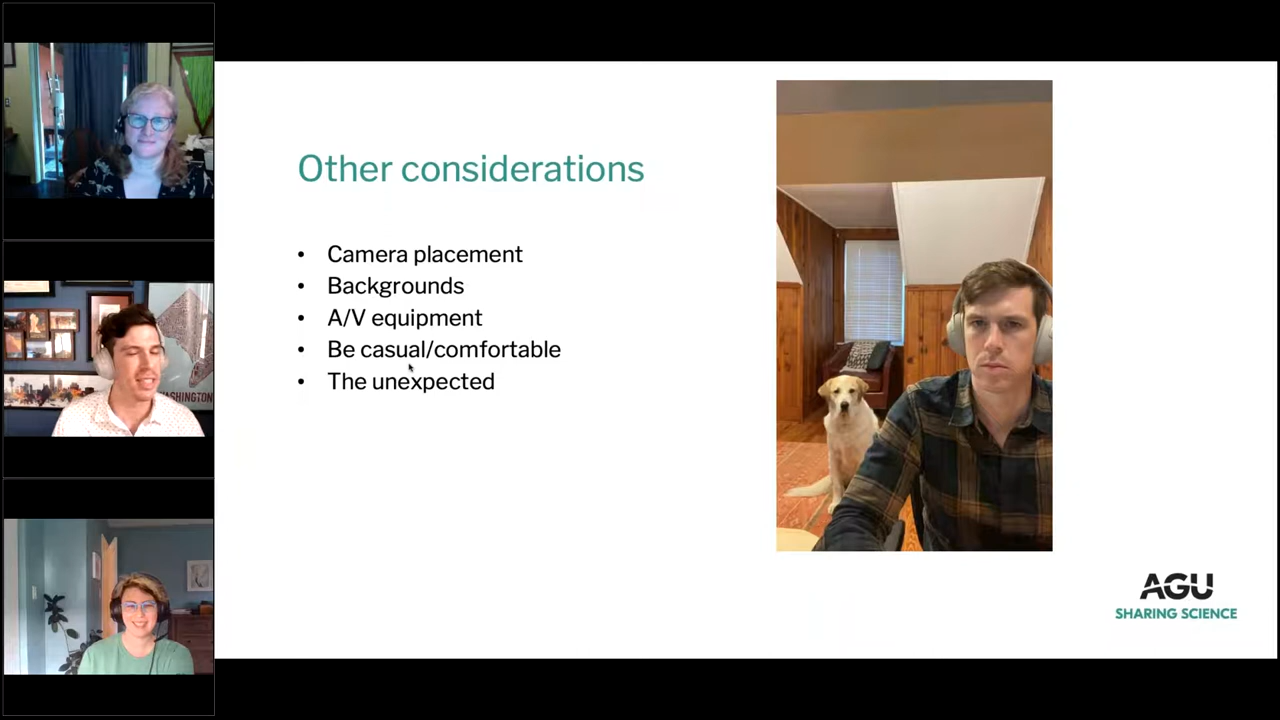 Other considerations
• Camera placement
• Backgrounds
• A/V equipment
• Be casual/comfortable
• The unexpected
AGU
SHARING SCIENCE